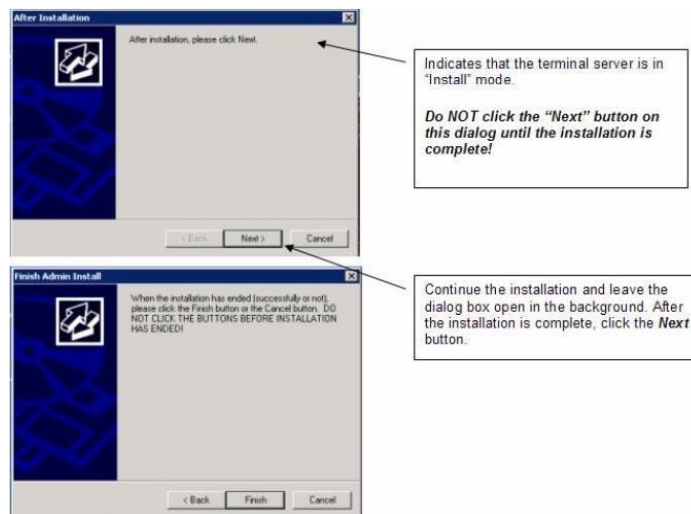 After Installation
After installation, please click Next.
< Back
Next >
Cancel
Indicates that the terminal server is in
“Install” mode.
Do NOT click the “Next” button on
this dialog until the installation is
complete!
Finish Admin Install
When the installation has ended (successfully or not),
please click the Finish button or the Cancel button. DO
NOT CLICK THE BUTTONS BEFORE INSTALLATION
HAS ENDED!
< Back
Finish
Cancel
Continue the installation and leave the
dialog box open in the background. After
the installation is complete, click the Next
button.